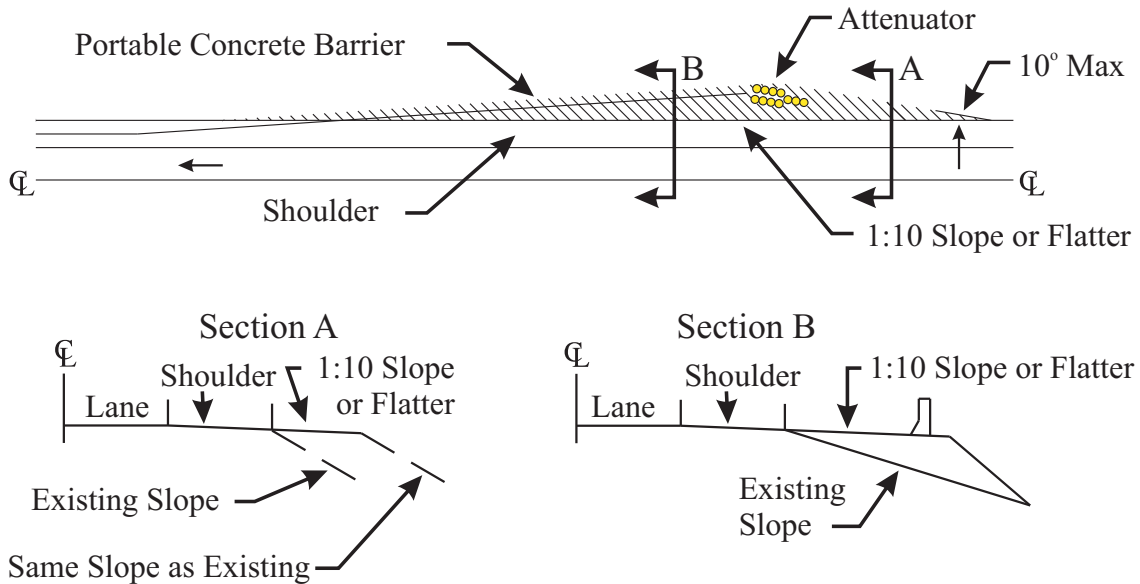 Attenuator
Portable Concrete Barrier
B
A
10° Max
℄
℄
Shoulder
1:10 Slope or Flatter
Section A
Section B
℄
Shoulder
1:10 Slope
or Flatter
Lane
Existing Slope
Same Slope as Existing
℄
Shoulder
1:10 Slope or Flatter
Lane
Existing
Slope